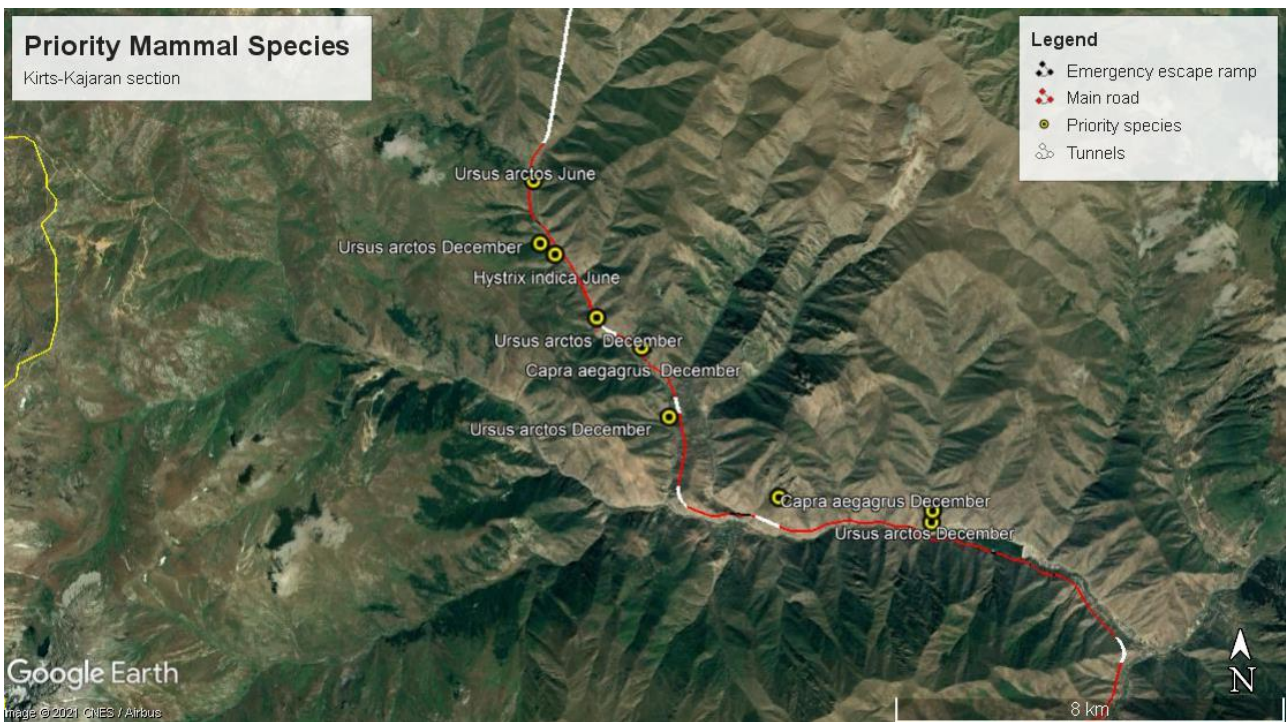 Priority Mammal Species
Kirts-Kajaran section
Legend
Emergency escape ramp
Main road
Priority species
Tunnels
Ursus arctos June
Ursus arctos December
Hystrix indica June
Ursus arctos December
Capra aegagrus December
Ursus arctos December
Capra aegagrus December
Ursus arctos December
Google Earth
N
8 km
mage © 2021 CNES / Airbus